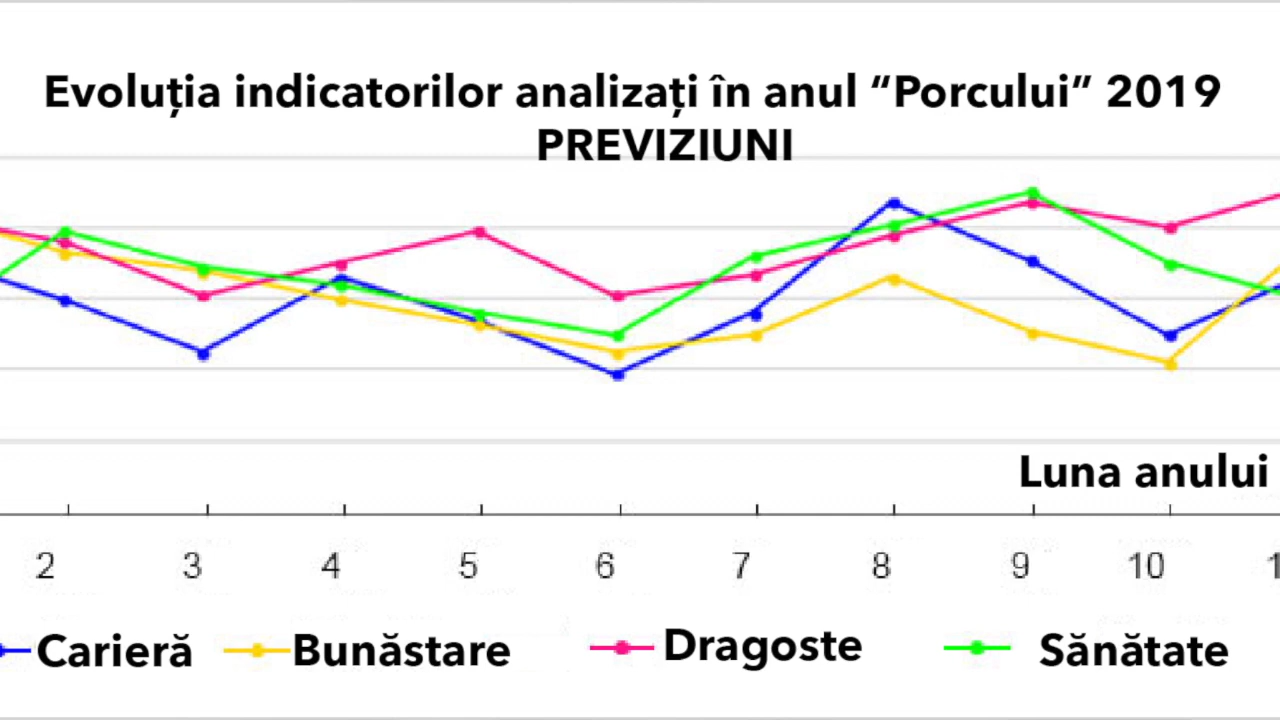 Evoluția indicatorilor analizați în anul “Porcului” 2019
PREVIZIUNI
Luna anului
2 3 4 5 6 7 8 9 10 1
Carieră Bunăstare Dragoste Sănătate